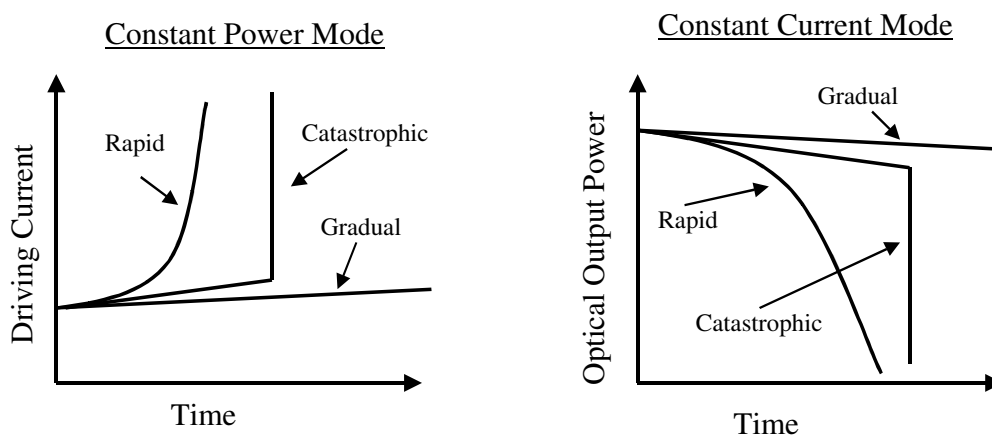 Constant Power Mode
Driving Current
Rapid
Catastrophic
Gradual
Time
Constant Current Mode
Optical Output Power
Gradual
Rapid
Catastrophic
Time